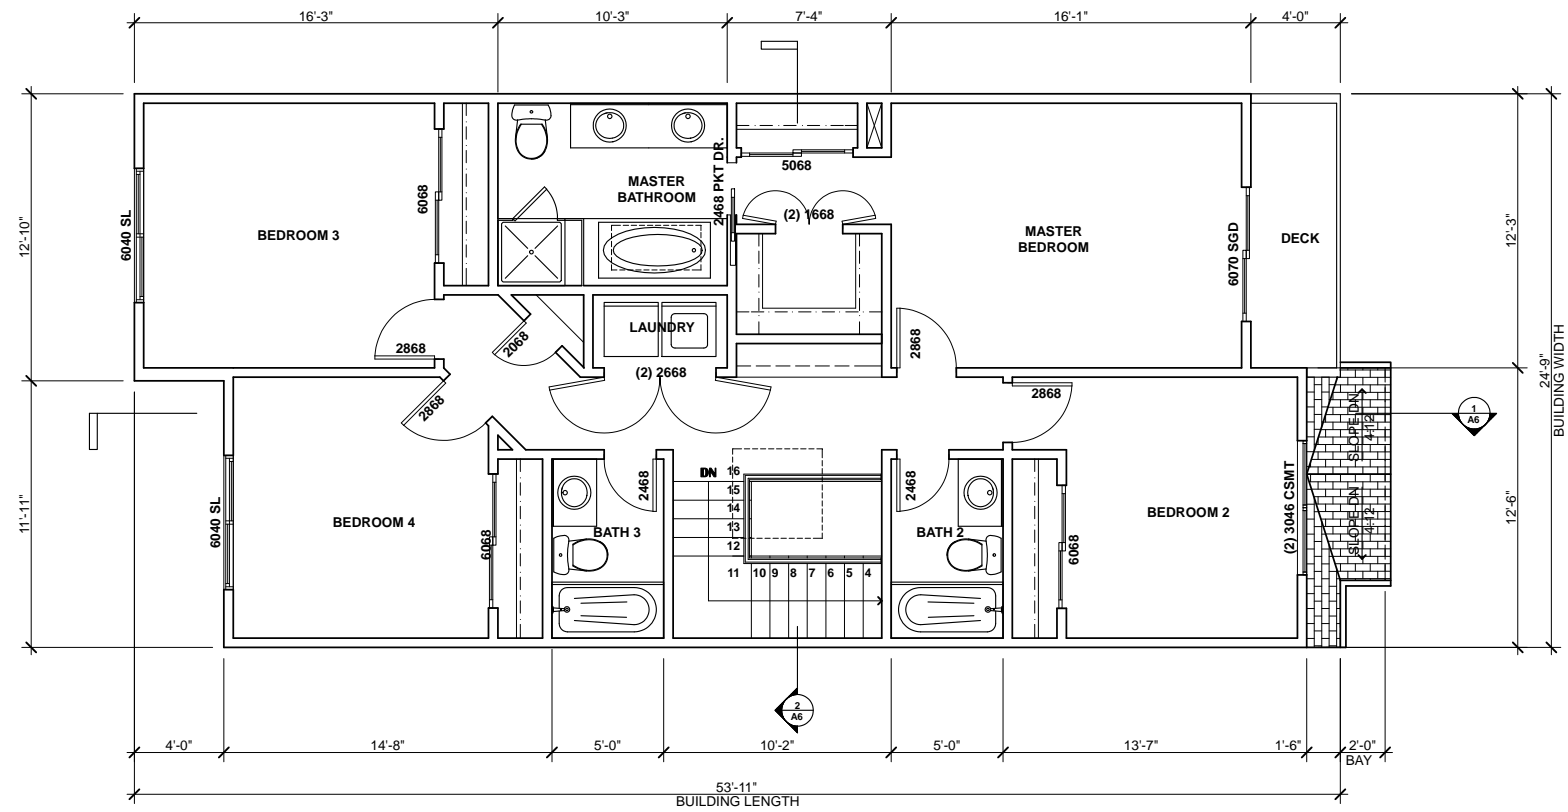 16'-3"
10'-3"
7'-4"
16'-1"
4'-0"
12'-10"
11'-11"
12'-3"
12'-6"
24'-9"
BUILDING WIDTH
6040 SL
BEDROOM 3
6068
MASTER
BATHROOM
2468 PKT DR.
5068
(2) 1668
MASTER
BEDROOM
6070 SGD
DECK
2868
2068
LAUNDRY
(2) 2668
2868
2868
2868
6040 SL
BEDROOM 4
6068
BATH 3
2468
DN
16
15
14
13
12
11
10
9
8
7
6
5
4
2468
BATH 2
6068
BEDROOM 2
(2) 3046 CSMT
SLOPE DN
4:12
SLOPE DN
4:12
1
A6
2
A6
4'-0"
14'-8"
5'-0"
10'-2"
5'-0"
13'-7"
1'-6"
2'-0"
BAY
53'-11"
BUILDING LENGTH